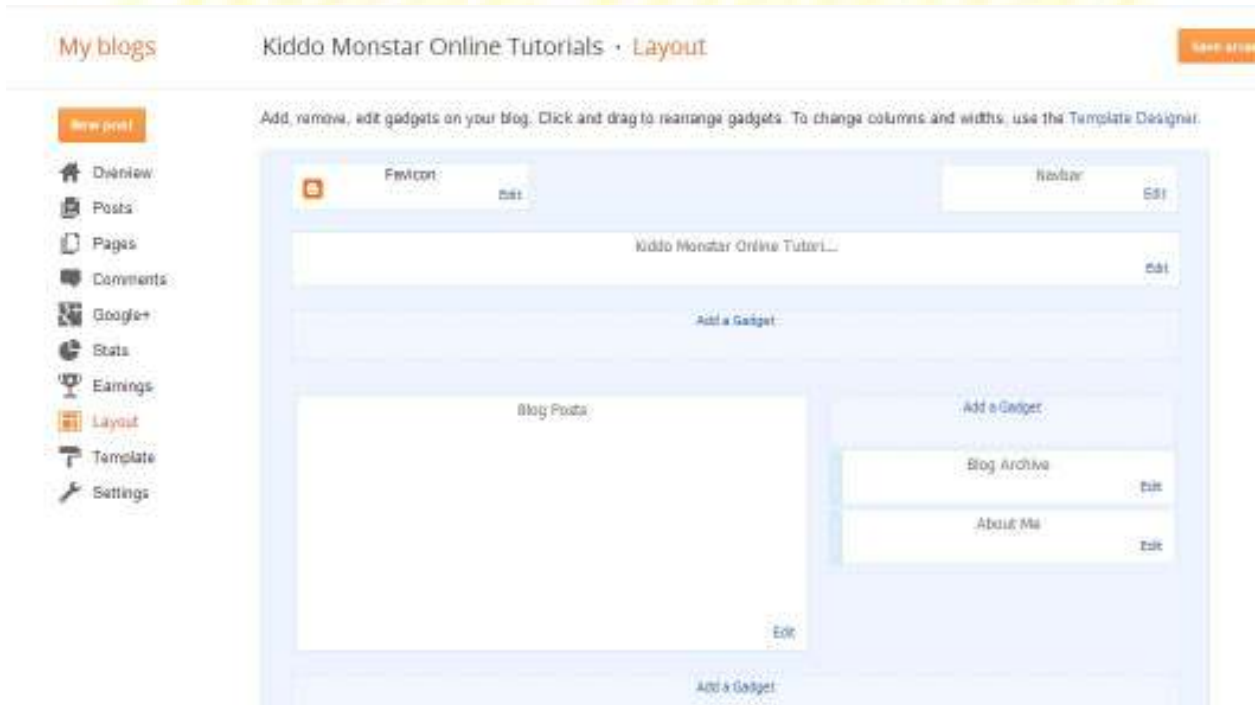 My blogs
Kiddo Monstar Online Tutorials · Layout
Save
New post
Add, remove, edit gadgets on your blog. Click and drag to rearrange gadgets. To change columns and widths, use the Template Designer.
Overview
Posts
Pages
Comments
Google+
Stats
Earnings
Layout
Template
Settings
Favicon
Edit
Navbar
Edit
Kiddo Monstar Online Tutori...
Edit
Add a Gadget
Blog Posts
Edit
Add a Gadget
Blog Archive
Edit
About Me
Edit
Add a Gadget